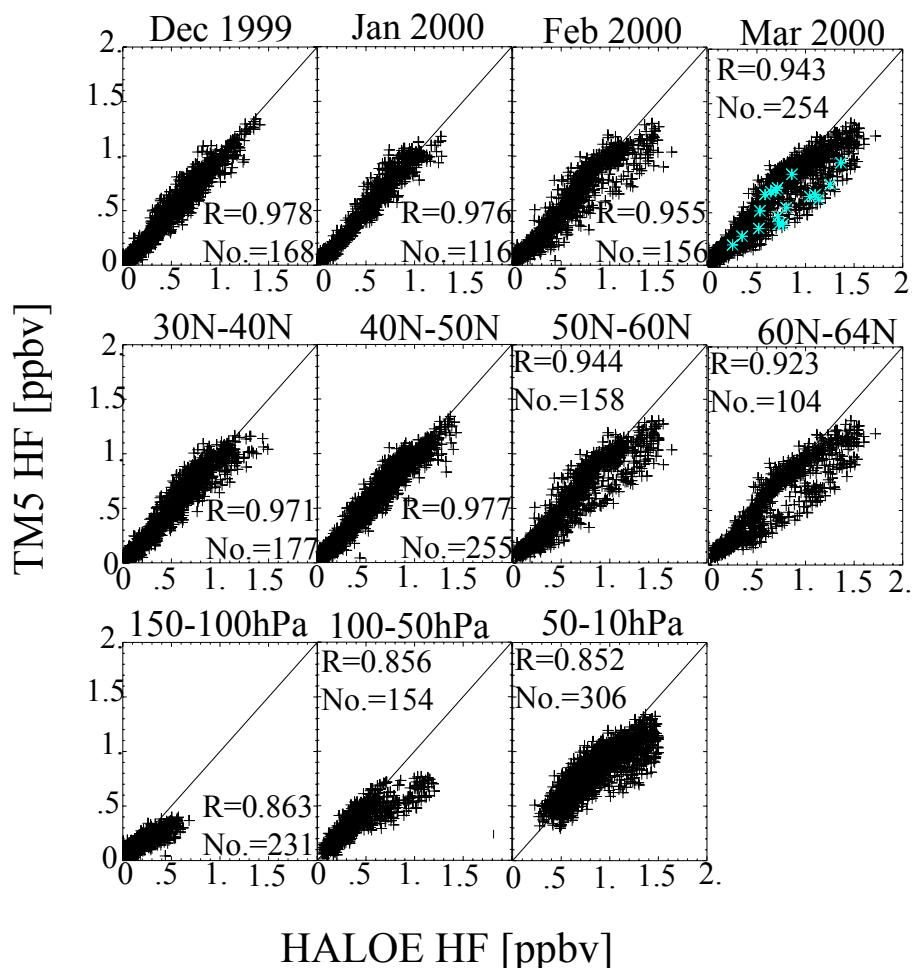 Dec 1999 Jan 2000 Feb 2000 Mar 2000
2.
1.5
1.
.5
0
R=0.978
No.=168
R=0.976
No.=116
R=0.955
No.=156
R=0.943
No.=254
0 .5 1. 1.5 0 .5 1. 1.5 0 .5 1. 1.5 0 .5 1. 1.5 2.
TM5 HF [ppbv]
30N-40N 40N-50N 50N-60N 60N-64N
2.
1.5
1.
.5
0
R=0.971
No.=177
R=0.977
No.=255
R=0.944
No.=158
R=0.923
No.=104
0 .5 1. 1.5 0 .5 1. 1.5 0 .5 1. 1.5 0 .5 1. 1.5 2.
150-100hPa 100-50hPa 50-10hPa
2
1.5
1.
.5
0
R=0.863
No.=231
R=0.856
No.=154
R=0.852
No.=306
0 .5 1. 1.5 0 .5 1. 1.5 0 .5 1. 1.5 2.
HALOE HF [ppbv]